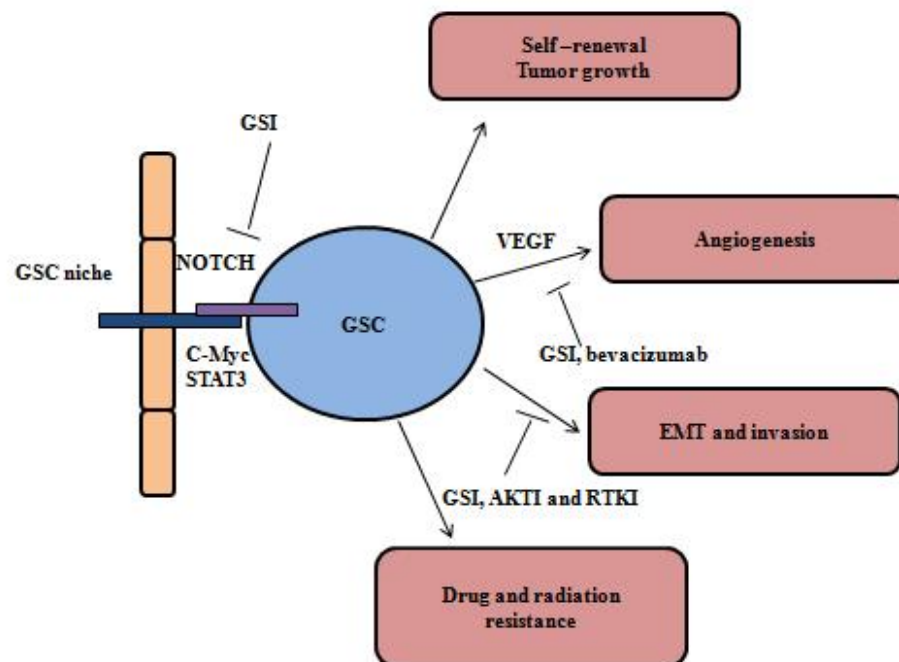 Self –renewal
Tumor growth
GSI
VEGF
Angiogenesis
NOTCH
GSC niche
GSC
C-Myc
STAT3
GSI, bevacizumab
EMT and invasion
GSI, AKTI and RTKI
Drug and radiation
resistance